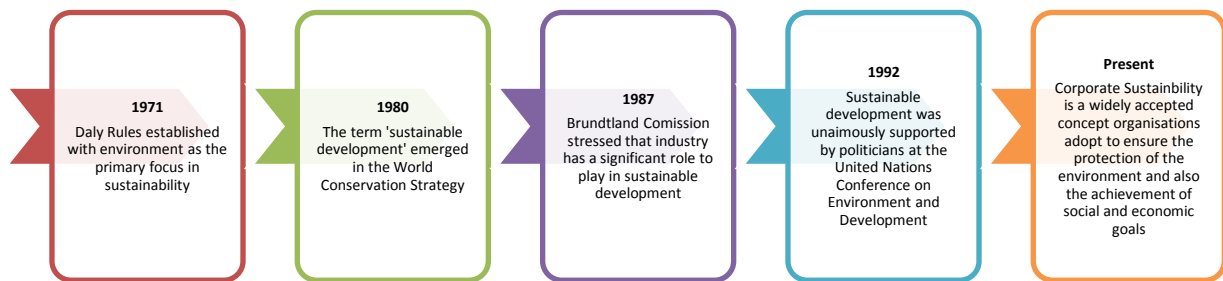 1971
Daly Rules established
with environment as the
primary focus in
sustainability
1980
The term 'sustainable
development' emerged
in the World
Conservation Strategy
1987
Brundtland Comission
stressed that industry
has a significant role to
play in sustainable
development
1992
Sustainable
development was
unaimously supported
by politicians at the
United Nations
Conference on
Environment and
Development
Present
Corporate Sustainbility
is a widely accepted
concept organisations
adopt to ensure the
protection of the
environment and also
the achievement of
social and economic
goals